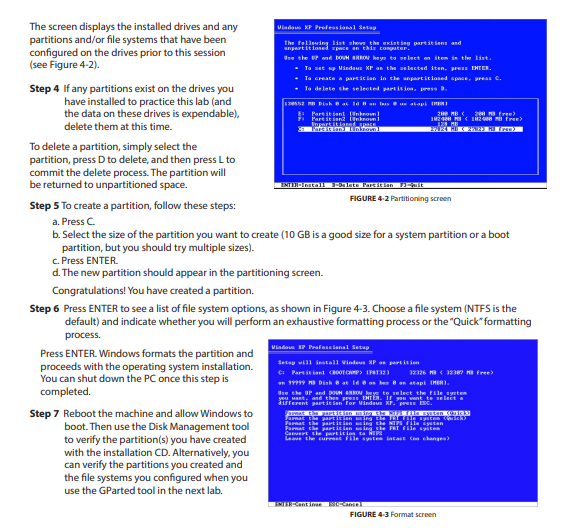 The screen displays the installed drives and any
partitions and/or file systems that have been
configured on the drives prior to this session
(see Figure 4-2).
Step 4 If any partitions exist on the drives you
have installed to practice this lab (and
the data on these drives is expendable),
delete them at this time.
To delete a partition, simply select the
partition, press D to delete, and then press L to
commit the delete process. The partition will
be returned to unpartitioned space.
Windows XP Professional Setup
The following list shows the existing partitions and
unpartitioned space on this computer.
Use the UP and DOWN ARROW keys to select an item in the list.
• To set up Windows XP on the selected item, press ENTER.
• To create a partition in the unpartitioned space, press C.
• To delete the selected partition, press D.
130552 MB Disk 0 at Id 0 on bus 0 on atapi [MBR]
E: Partition1 [Unknown] 200 MB ( 200 MB free)
F: Partition2 [Unknown] 102400 MB ( 102400 MB free)
Unpartitioned space 128 MB
C: Partition3 [Unknown] 27824 MB ( 27823 MB free)
ENTER=Install D=Delete Partition F3=Quit
FIGURE 4-2 Partitioning screen
Step 5 To create a partition, follow these steps:
a. Press C.
b. Select the size of the partition you want to create (10 GB is a good size for a system partition or a boot
partition, but you should try multiple sizes).
c. Press ENTER.
d. The new partition should appear in the partitioning screen.
Congratulations! You have created a partition.
Step 6 Press ENTER to see a list of file system options, as shown in Figure 4-3. Choose a file system (NTFS is the
default) and indicate whether you will perform an exhaustive formatting process or the "Quick" formatting
process.
Press ENTER. Windows formats the partition and
proceeds with the operating system installation.
You can shut down the PC once this step is
completed.
Step 7 Reboot the machine and allow Windows to
boot. Then use the Disk Management tool
to verify the partition(s) you have created
with the installation CD. Alternatively, you
can verify the partitions you created and
the file systems you configured when you
use the GParted tool in the next lab.
Windows XP Professional Setup
Setup will install Windows XP on partition
C: Partition1 (BOOTCAMP) [FAT32] 32326 MB ( 32307 MB free)
on 99999 MB Disk 0 at Id 0 on bus 0 on atapi [MBR].
Use the UP and DOWN ARROW keys to select the file system
you want, and then press ENTER. If you want to select a
different partition for Windows XP, press ESC.
Format the partition using the NTFS file system (Quick)
Format the partition using the FAT file system (Quick)
Format the partition using the NTFS file system
Format the partition using the FAT file system
Convert the partition to NTFS
Leave the current file system intact (no changes)
ENTER=Continue ESC=Cancel
FIGURE 4-3 Format screen